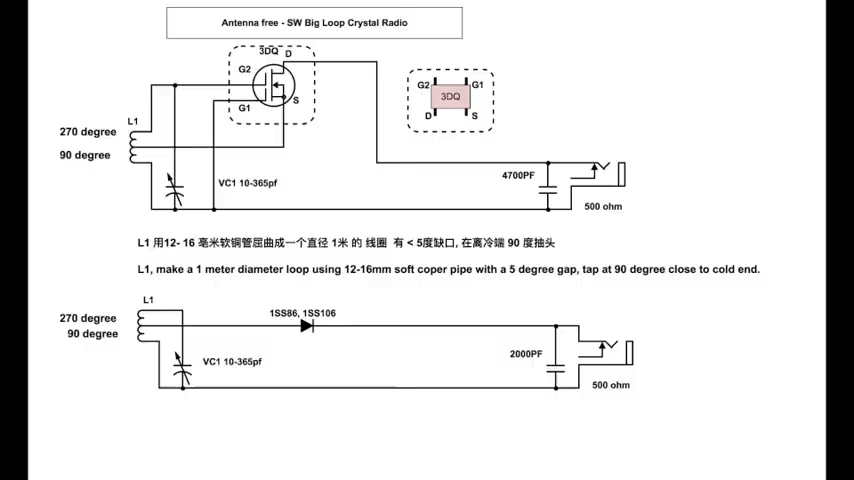 Antenna free - SW Big Loop Crystal Radio
3DQ
D
G2
G1
S
G2
G1
3DQ
D
S
L1
270 degree
90 degree
VC1 10-365pf
4700PF
500 ohm
L1 用12- 16 毫米软铜管屈曲成一个直径 1米 的 线圈 有 < 5度缺口, 在离冷端 90 度抽头
L1, make a 1 meter diameter loop using 12-16mm soft coper pipe with a 5 degree gap, tap at 90 degree close to cold end.
L1
270 degree
90 degree
1SS86, 1SS106
VC1 10-365pf
2000PF
500 ohm